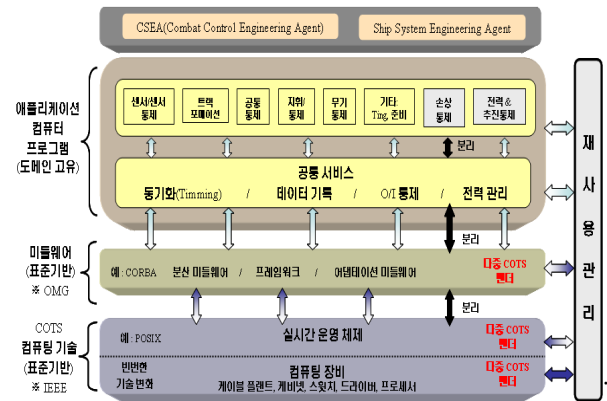 CSEA(Combat Control Engineering Agent)
Ship System Engineering Agent
애플리케이션
컴퓨터
프로그램
(도메인 고유)
센서/센서
통제
트랙
포메이션
공통
통제
지휘/
통제
무기
통제
기타:
Ting, 준비
손상
통제
전력 &
추진통제
분리
공통 서비스
동기화(Timming) / 데이터 기록 / O/I 통제 / 전력 관리
분리
미들웨어
(표준기반)
※ OMG
예 : CORBA 분산 미들웨어 / 프레임워크 / 어댑테이션 미들웨어
다중 COTS
벤더
분리
COTS
컴퓨팅 기술
(표준기반)
※ IEEE
예 : POSIX
실시간 운영 체제
다중 COTS
벤더
빈번한
기술 변화
컴퓨팅 장비
케이블 플랜트, 케비넷, 스윗치, 드라이버, 프로세서
다중 COTS
벤더
재
사
용
관
리